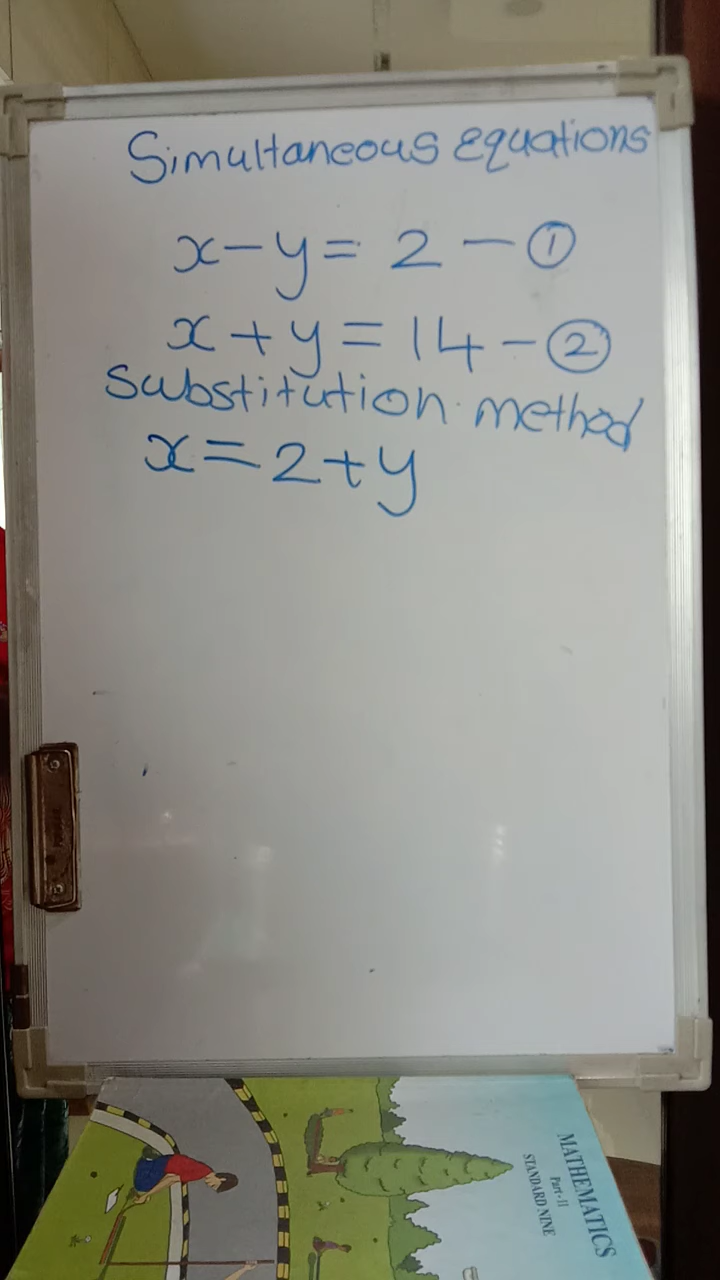 Simultaneous Equations
x - y = 2 - ①
x + y = 14 - ②
Substitution method
x = 2 + y
MATHEMATICS
Part - II
STANDARD NINE